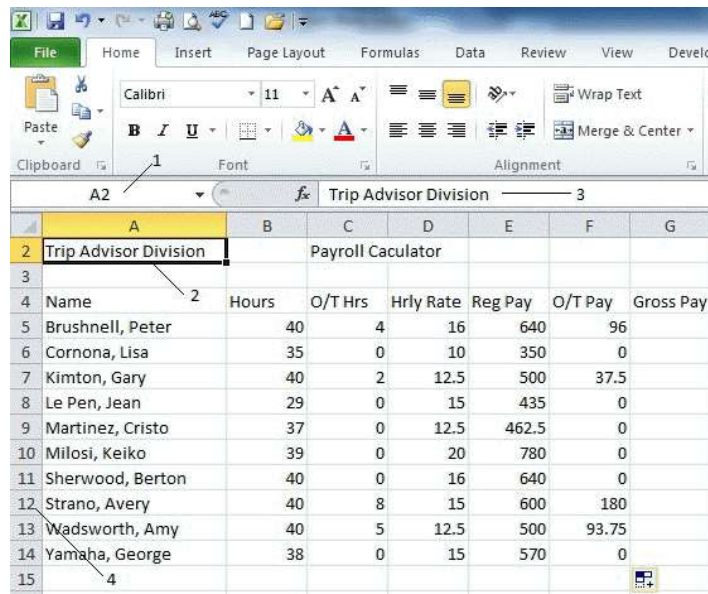 ABC
File Home Insert Page Layout Formulas Data Review View Develo
Calibri 11 A A Wrap Text
Paste B I U A Merge & Center
Clipboard 1 Font Alignment
A2 fx Trip Advisor Division 3
A B C D E F G
2 Trip Advisor Division Payroll Caculator
3
2
4 Name Hours O/T Hrs Hrly Rate Reg Pay O/T Pay Gross Pay
5 Brushnell, Peter 40 4 16 640 96
6 Cornona, Lisa 35 0 10 350 0
7 Kimton, Gary 40 2 12.5 500 37.5
8 Le Pen, Jean 29 0 15 435 0
9 Martinez, Cristo 37 0 12.5 462.5 0
10 Milosi, Keiko 39 0 20 780 0
11 Sherwood, Berton 40 0 16 640 0
12 Strano, Avery 40 8 15 600 180
13 Wadsworth, Amy 40 5 12.5 500 93.75
14 Yamaha, George 38 0 15 570 0
15 4